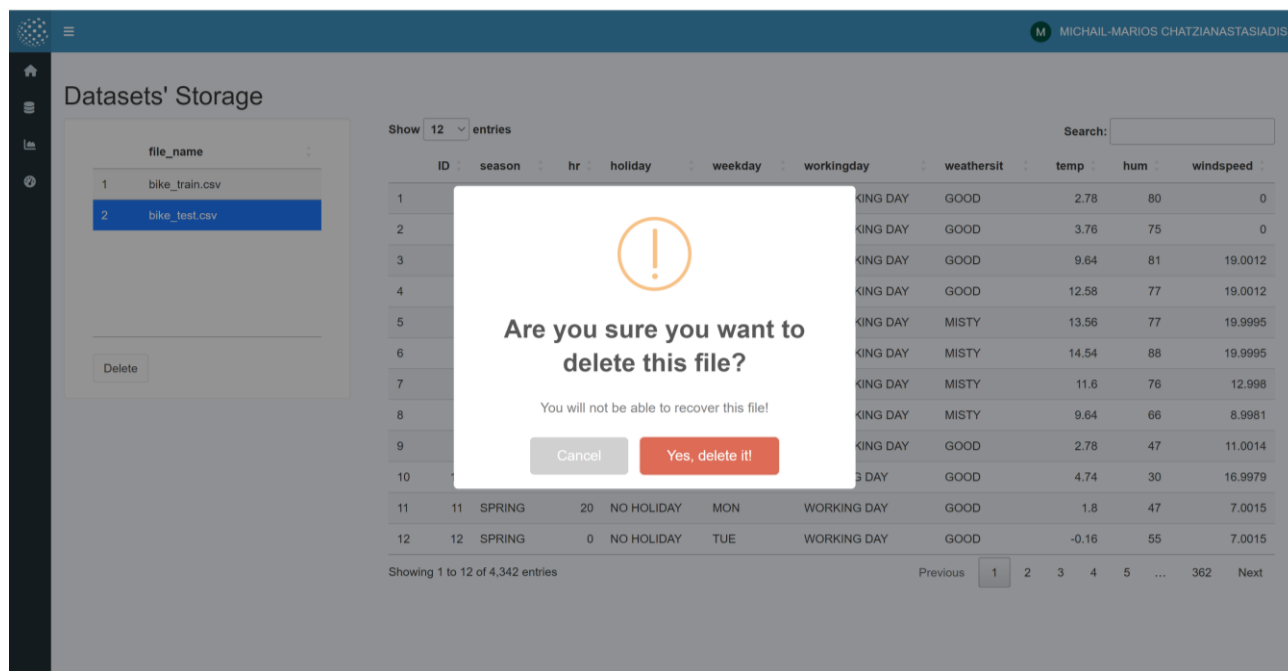 M MICHAIL-MARIOS CHATZIANASTASIADIS
Datasets' Storage
file_name
1 bike_train.csv
2 bike_test.csv
Delete
Show 12 entries
Search:
ID season hr holiday weekday workingday weathersit temp hum windspeed
1 KING DAY GOOD 2.78 80 0
2 KING DAY GOOD 3.76 75 0
3 KING DAY GOOD 9.64 81 19.0012
4 KING DAY GOOD 12.58 77 19.0012
5 KING DAY MISTY 13.56 77 19.9995
6 KING DAY MISTY 14.54 88 19.9995
7 KING DAY MISTY 11.6 76 12.998
8 KING DAY MISTY 9.64 66 8.9981
9 KING DAY GOOD 2.78 47 11.0014
10 DAY GOOD 4.74 30 16.9979
11 11 SPRING 20 NO HOLIDAY MON WORKING DAY GOOD 1.8 47 7.0015
12 12 SPRING 0 NO HOLIDAY TUE WORKING DAY GOOD -0.16 55 7.0015
Showing 1 to 12 of 4,342 entries
Previous 1 2 3 4 5 ... 362 Next
Are you sure you want to
delete this file?
You will not be able to recover this file!
Cancel Yes, delete it!